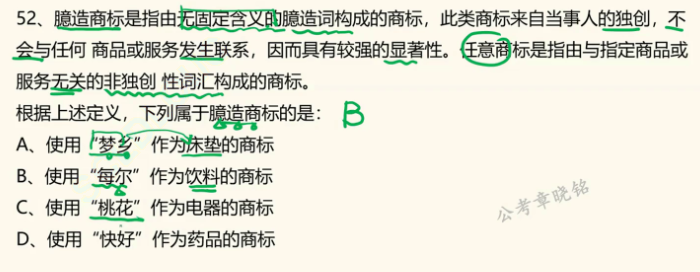 52、臆造商标是指由无固定含义的臆造词构成的商标，此类商标来自当事人的独创，不
会与任何 商品或服务发生联系，因而具有较强的显著性。任意商标是指由与指定商品或
服务无关的非独创 性词汇构成的商标。
根据上述定义，下列属于臆造商标的是： B
A、使用“梦乡”作为床垫的商标
B、使用“每尔”作为饮料的商标
C、使用“桃花”作为电器的商标
D、使用“快好”作为药品的商标
公考章晓铭